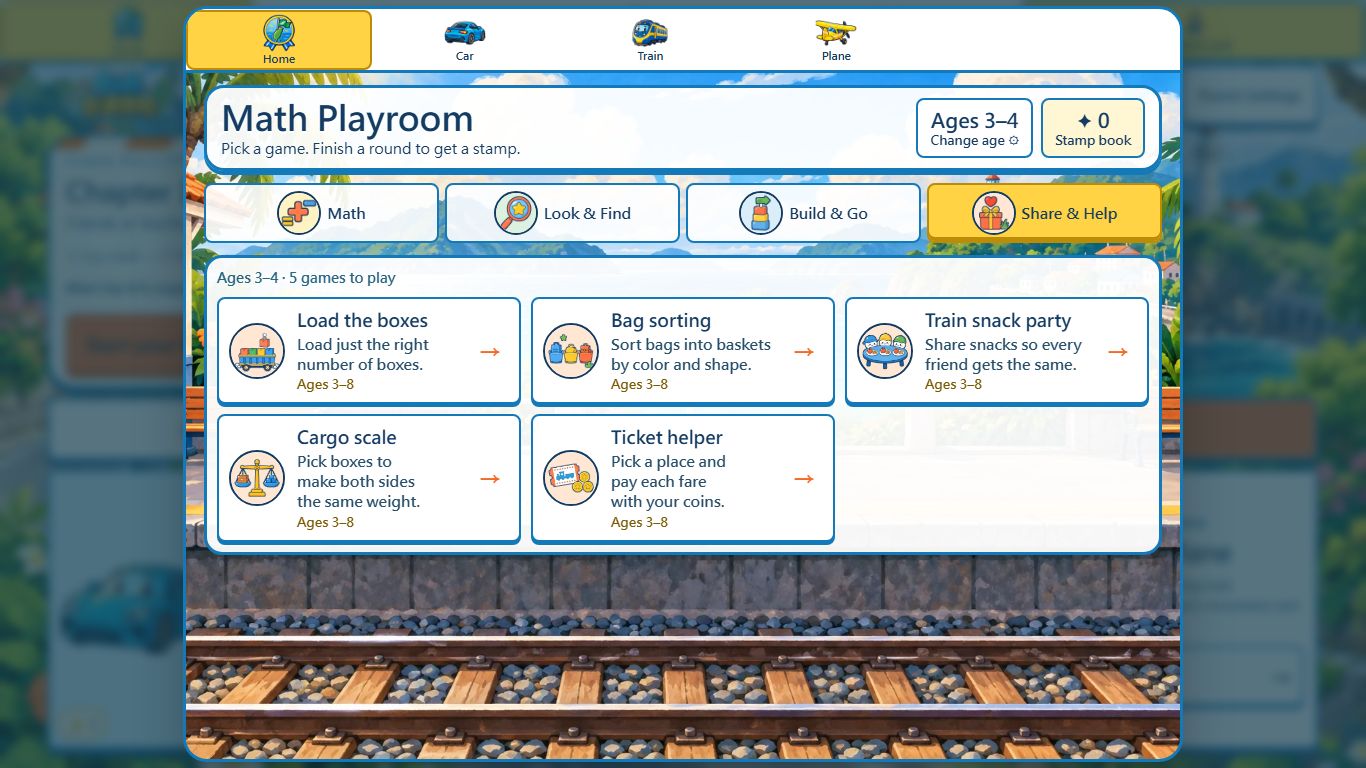 Home
Car
Train
Plane
Math Playroom
Pick a game. Finish a round to get a stamp.
Ages 3–4
Change age ⚙
✦ 0
Stamp book
Math
Look & Find
Build & Go
Share & Help
Ages 3–4 · 5 games to play
Load the boxes
Load just the right
number of boxes.
Ages 3–8
→
Bag sorting
Sort bags into baskets
by color and shape.
Ages 3–8
→
Train snack party
Share snacks so every
friend gets the same.
Ages 3–8
→
Cargo scale
Pick boxes to
make both sides
the same weight.
Ages 3–8
→
Ticket helper
Pick a place and
pay each fare
with your coins.
Ages 3–8
→